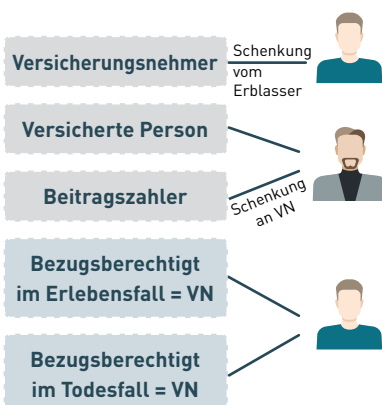 Versicherungsnehmer
Schenkung
vom
Erblasser
Versicherte Person
Beitragszahler
Schenkung
an VN
Bezugsberechtigt
im Erlebensfall = VN
Bezugsberechtigt
im Todesfall = VN